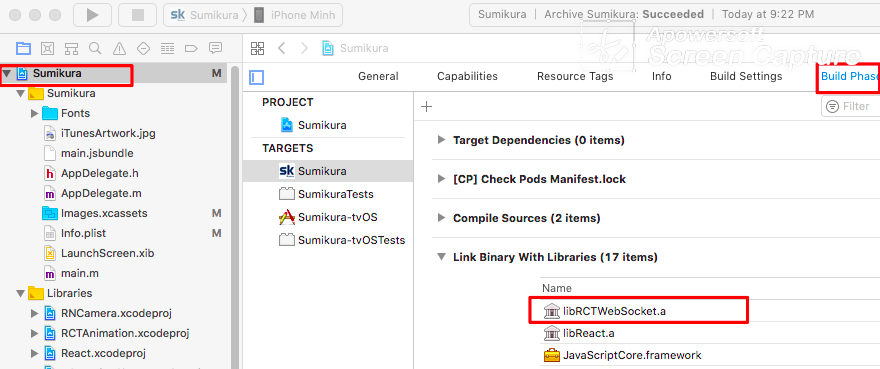 sk Sumikura iPhone Minh
Sumikura | Archive Sumikura: Succeeded | Today at 9:22 PM
Apowersoft
Screen Capture
Sumikura M
Sumikura
Fonts
iTunesArtwork.jpg
main.jsbundle
h AppDelegate.h
m AppDelegate.m
Images.xcassets M
Info.plist M
LaunchScreen.xib
m main.m
Libraries
RNCamera.xcodeproj
RCTAnimation.xcodeproj
React.xcodeproj
Sumikura
General Capabilities Resource Tags Info Build Settings Build Phase
PROJECT
Sumikura
TARGETS
sk Sumikura
SumikuraTests
Sumikura-tvOS
Sumikura-tvOSTests
+ Filter
Target Dependencies (0 items)
[CP] Check Pods Manifest.lock
Compile Sources (2 items)
Link Binary With Libraries (17 items)
Name
libRCTWebSocket.a
libReact.a
JavaScriptCore.framework